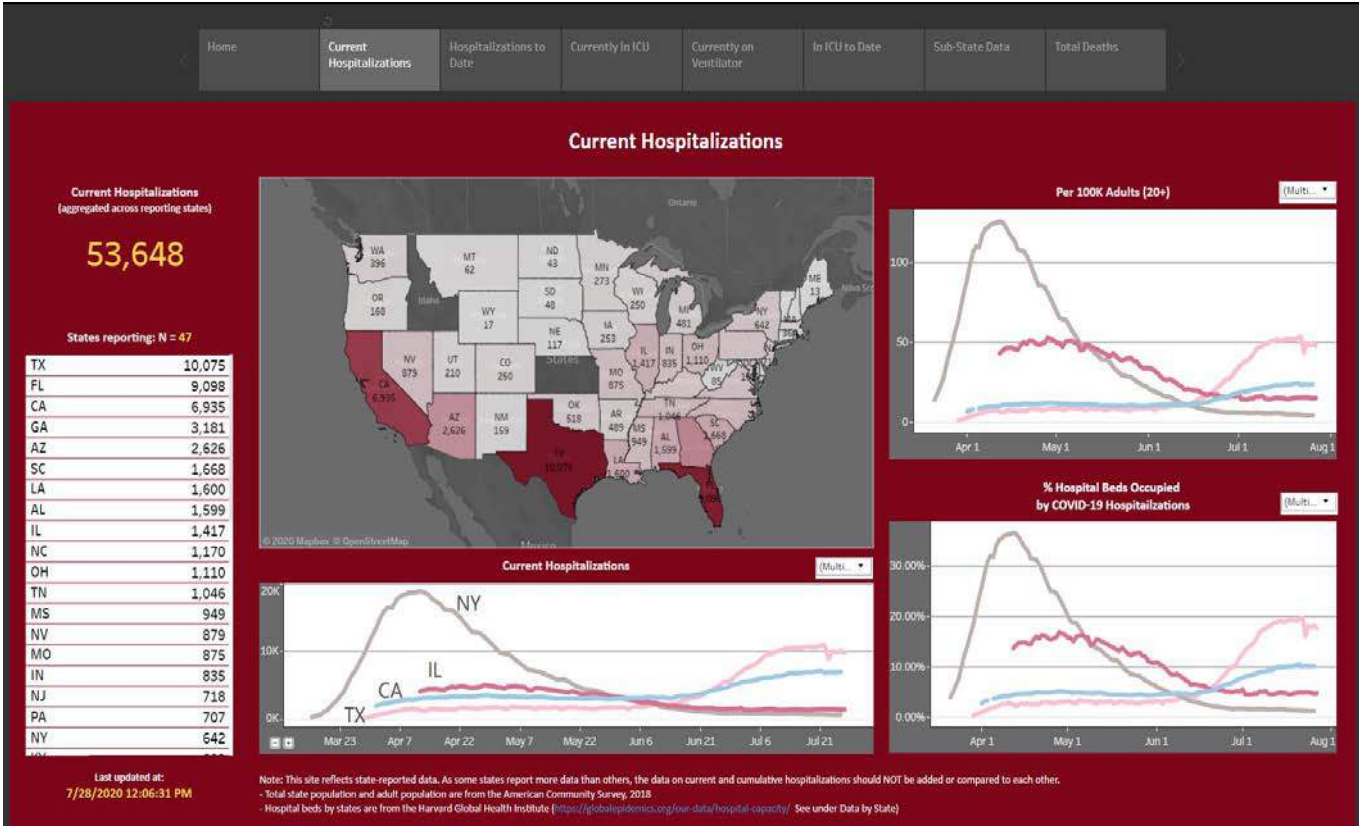 Home
Current Hospitalizations
Hospitalizations to Date
Currently in ICU
Currently on Ventilator
In ICU to Date
Sub-State Data
Total Deaths
Current Hospitalizations
Current Hospitalizations
(aggregated across reporting states)
53,648
States reporting: N = 47
TX 10,075
FL 9,098
CA 6,935
GA 3,181
AZ 2,626
SC 1,668
LA 1,600
AL 1,599
IL 1,417
NC 1,170
OH 1,110
TN 1,046
MS 949
NV 879
MO 875
IN 835
NJ 718
PA 707
NY 642
Last updated at:
7/28/2020 12:06:31 PM
Ontario
WA
396
MT
62
ND
43
MN
273
OR
168
Idaho
WY
17
SD
48
WI
250
MI
481
NY
642
ME
13
Nova Sco
NE
117
IA
253
NV
879
UT
210
CO
250
States
IL
1,417
IN
835
OH
1,110
WV
85
CA
6,935
MO
875
AZ
2,626
NM
159
OK
618
AR
489
TN
1,046
SC
1,668
MS
949
AL
1,599
TX
10,075
LA
1,600
Mexico
© 2020 Mapbox © OpenStreetMap
Current Hospitalizations
(Multi...
20K
10K
0K
NY
IL
CA
TX
Mar 23 Apr 7 Apr 22 May 7 May 22 Jun 6 Jun 21 Jul 6 Jul 21
Per 100K Adults (20+)
(Multi...
100
50
0
Apr 1 May 1 Jun 1 Jul 1 Aug 1
% Hospital Beds Occupied
by COVID-19 Hospitailzations
(Multi...
30.00%
20.00%
10.00%
0.00%
Apr 1 May 1 Jun 1 Jul 1 Aug 1
Note: This site reflects state-reported data. As some states report more data than others, the data on current and cumulative hospitalizations should NOT be added or compared to each other.
- Total state population and adult population are from the American Community Survey, 2018
- Hospital beds by states are from the Harvard Global Health Institute (https://globalepidemics.org/our-data/hospital-capacity/ See under Data by State)